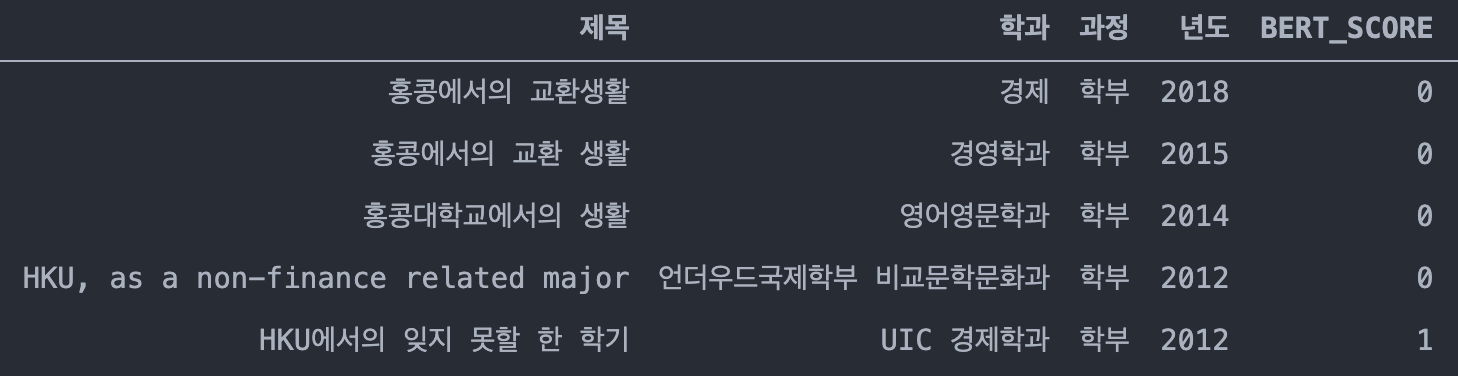 제목 학과 과정 년도 BERT_SCORE
홍콩에서의 교환생활 경제 학부 2018 0
홍콩에서의 교환 생활 경영학과 학부 2015 0
홍콩대학교에서의 생활 영어영문학과 학부 2014 0
HKU, as a non-finance related major 언더우드국제학부 비교문학문화과 학부 2012 0
HKU에서의 잊지 못할 한 학기 UIC 경제학과 학부 2012 1